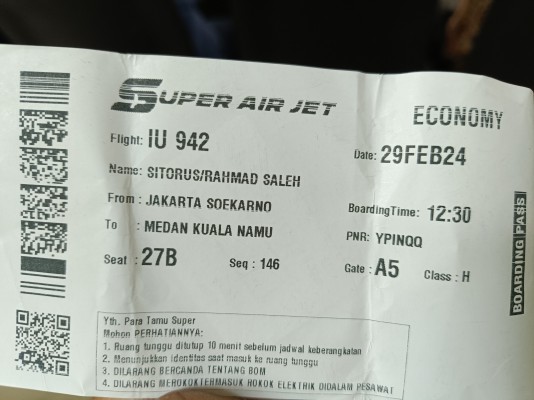 SUPER AIR JET
ECONOMY
Flight: IU 942
Date: 29FEB24
Name: SITORUS/RAHMAD SALEH
From : JAKARTA SOEKARNO
Boarding Time: 12:30
To : MEDAN KUALA NAMU
PNR: YPINQQ
Seat : 27B
Seq : 146
Gate : A5
Class : H
BOARDING PASS
Yth. Para Tamu Super
Mohon PERHATIANNYA:
1. Ruang tunggu ditutup 10 menit sebelum jadwal keberangkatan
2. Menunjukkan identitas saat masuk ke ruang tunggu
3. DILARANG BERCANDA TENTANG BOM
4. DILARANG MEROKOK TERMASUK ROKOK ELEKTRIK DIDALAM PESAWAT